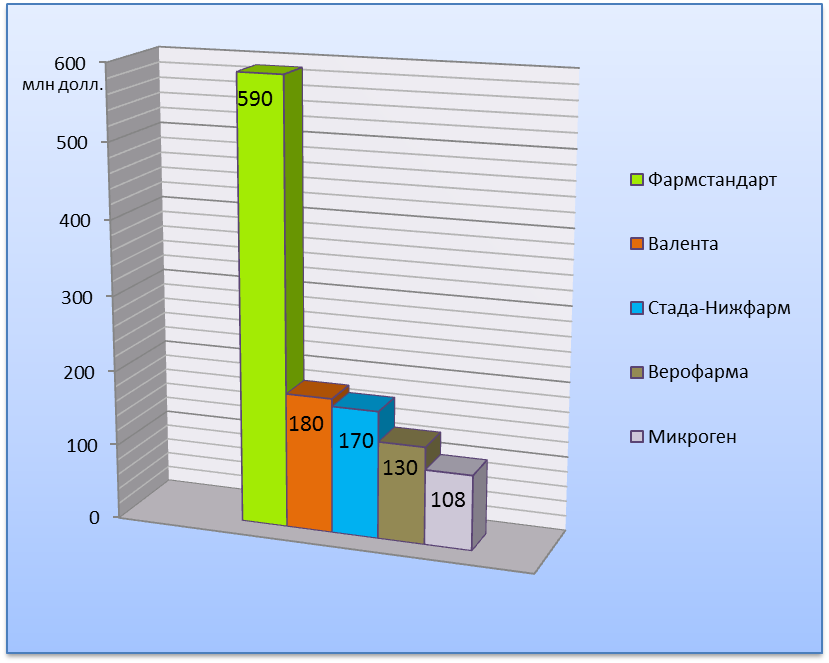 600
млн долл.
500
400
300
200
100
0
590
180
170
130
108
Фармстандарт
Валента
Стада-Нижфарм
Верофарма
Микроген